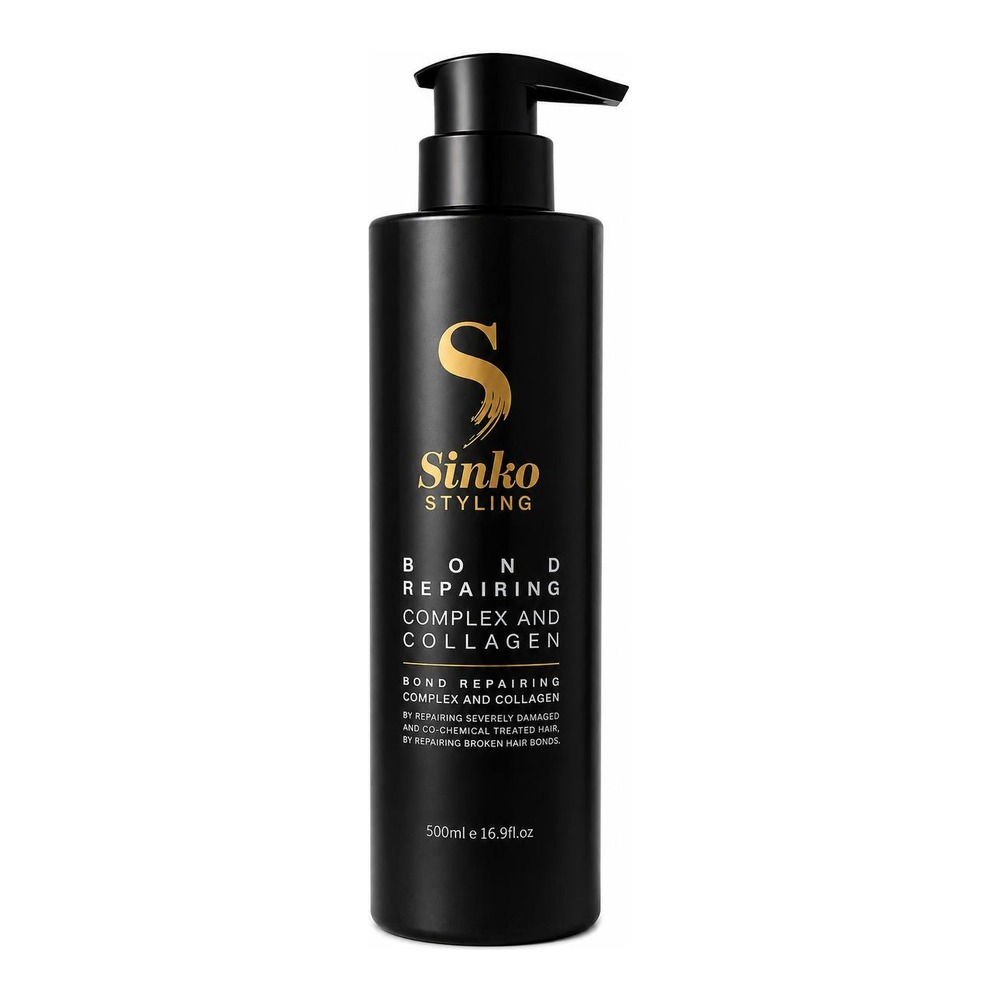 S
Sinko
STYLING
BOND
REPAIRING
COMPLEX AND
COLLAGEN
BOND REPAIRING
COMPLEX AND COLLAGEN
BY REPAIRING SEVERELY DAMAGED
AND CO-CHEMICAL TREATED HAIR,
BY REPAIRING BROKEN HAIR BONDS.
500ml e 16.9fl.oz